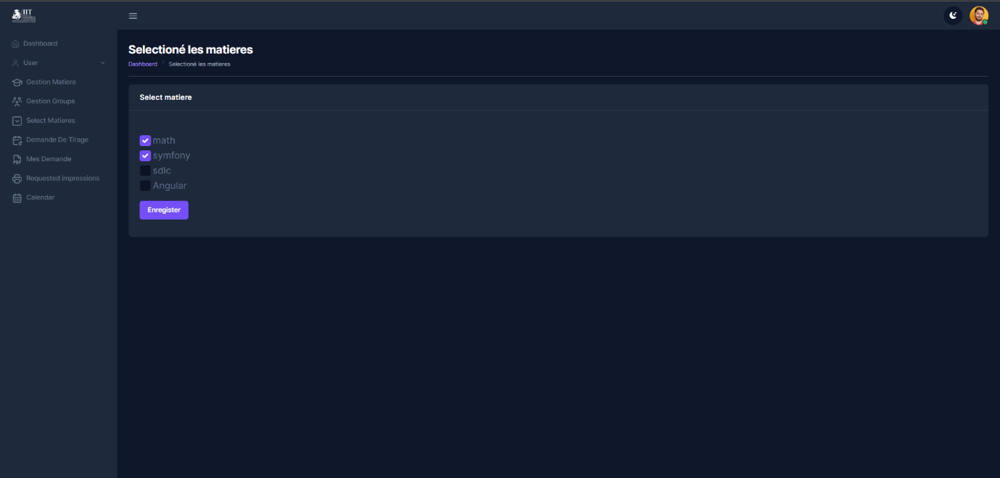 IIT
Dashboard
User
Gestion Matiere
Gestion Groups
Select Matieres
Demande De Tirage
Mes Demande
Requested impressions
Calendar
Selectioné les matieres
Dashboard > Selectioné les matieres
Select matiere
math
symfony
sdlc
Angular
Enregister